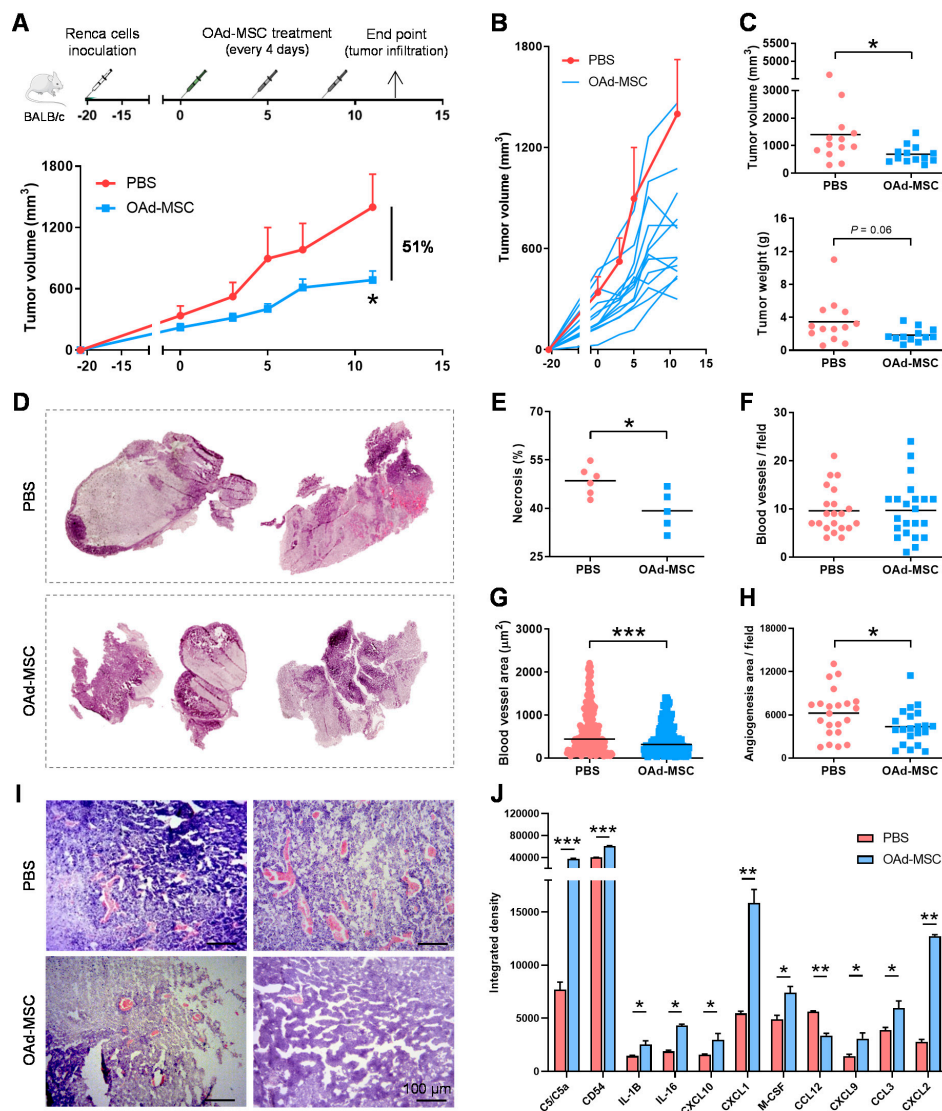 A
Renca cells
inoculation
OAd-MSC treatment
(every 4 days)
End point
(tumor infiltration)
BALB/c
-20 -15 0 5 10 15
Tumor volume (mm³)
1800
1200
600
0
PBS
OAd-MSC
51%
*
-20 -15 0 5 10 15
B
Tumor volume (mm³)
1800
1200
600
0
PBS
OAd-MSC
-20 0 5 10 15
C
Tumor volume (mm³)
5500
4000
3000
2000
1000
0
*
PBS OAd-MSC
Tumor weight (g)
16
12
8
4
0
P = 0.06
PBS OAd-MSC
D
PBS
OAd-MSC
E
Necrosis (%)
70
55
40
25
*
PBS OAd-MSC
F
Blood vessels / field
30
20
10
0
PBS OAd-MSC
G
Blood vessel area (µm²)
3000
2000
1000
0
***
PBS OAd-MSC
H
Angiogenesis area / field
13000
6000
0
*
PBS OAd-MSC
I
PBS
OAd-MSC
100 µm
J
Integrated density
120000
80000
40000
15000
10000
5000
0
PBS
OAd-MSC
*** *** * * * ** * ** * * **
C5/C5a CD54 IL-1B IL-16 CXCL10 CXCL1 M-CSF CCL12 CXCL9 CCL3 CXCL2